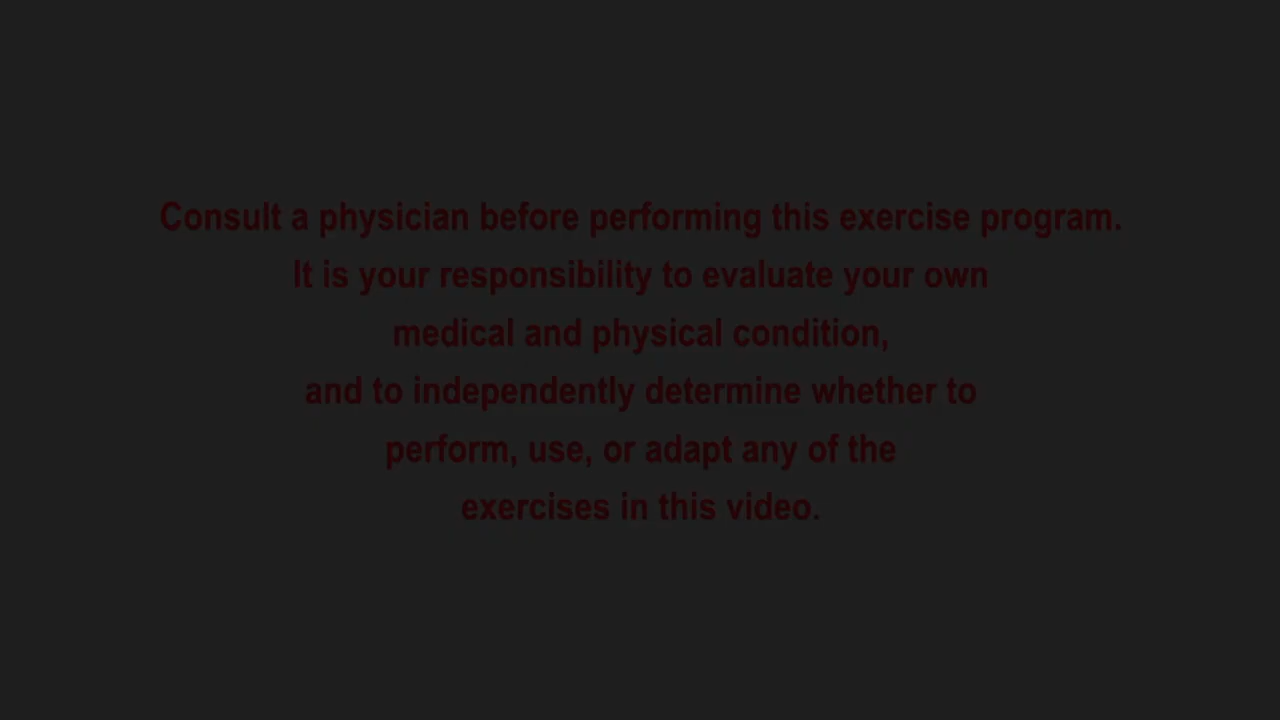 Consult a physician before performing this exercise program.
It is your responsibility to evaluate your own
medical and physical condition,
and to independently determine whether to
perform, use, or adapt any of the
exercises in this video.